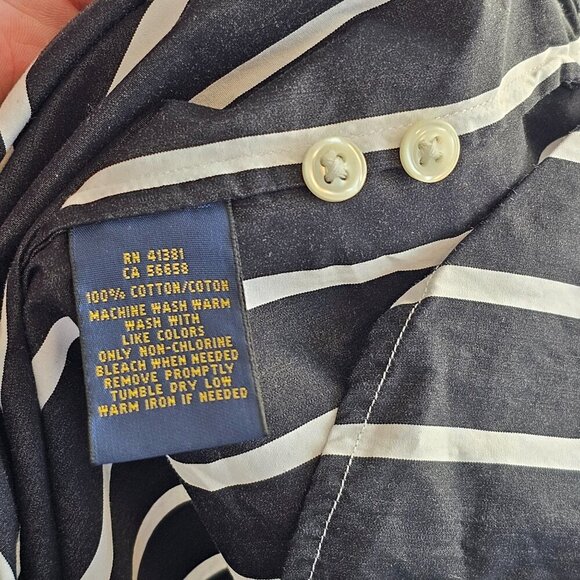 RN 41381
CA 56658
100% COTTON/COTON
MACHINE WASH WARM
WASH WITH
LIKE COLORS
ONLY NON-CHLORINE
BLEACH WHEN NEEDED
REMOVE PROMPTLY
TUMBLE DRY LOW
WARM IRON IF NEEDED